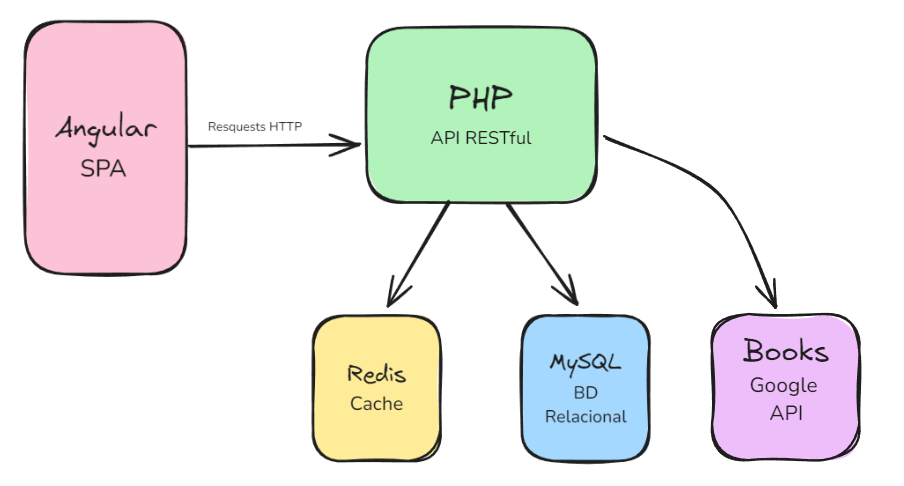 Angular
SPA
Resquests HTTP
PHP
API RESTful
Redis
Cache
MySQL
BD
Relacional
Books
Google
API